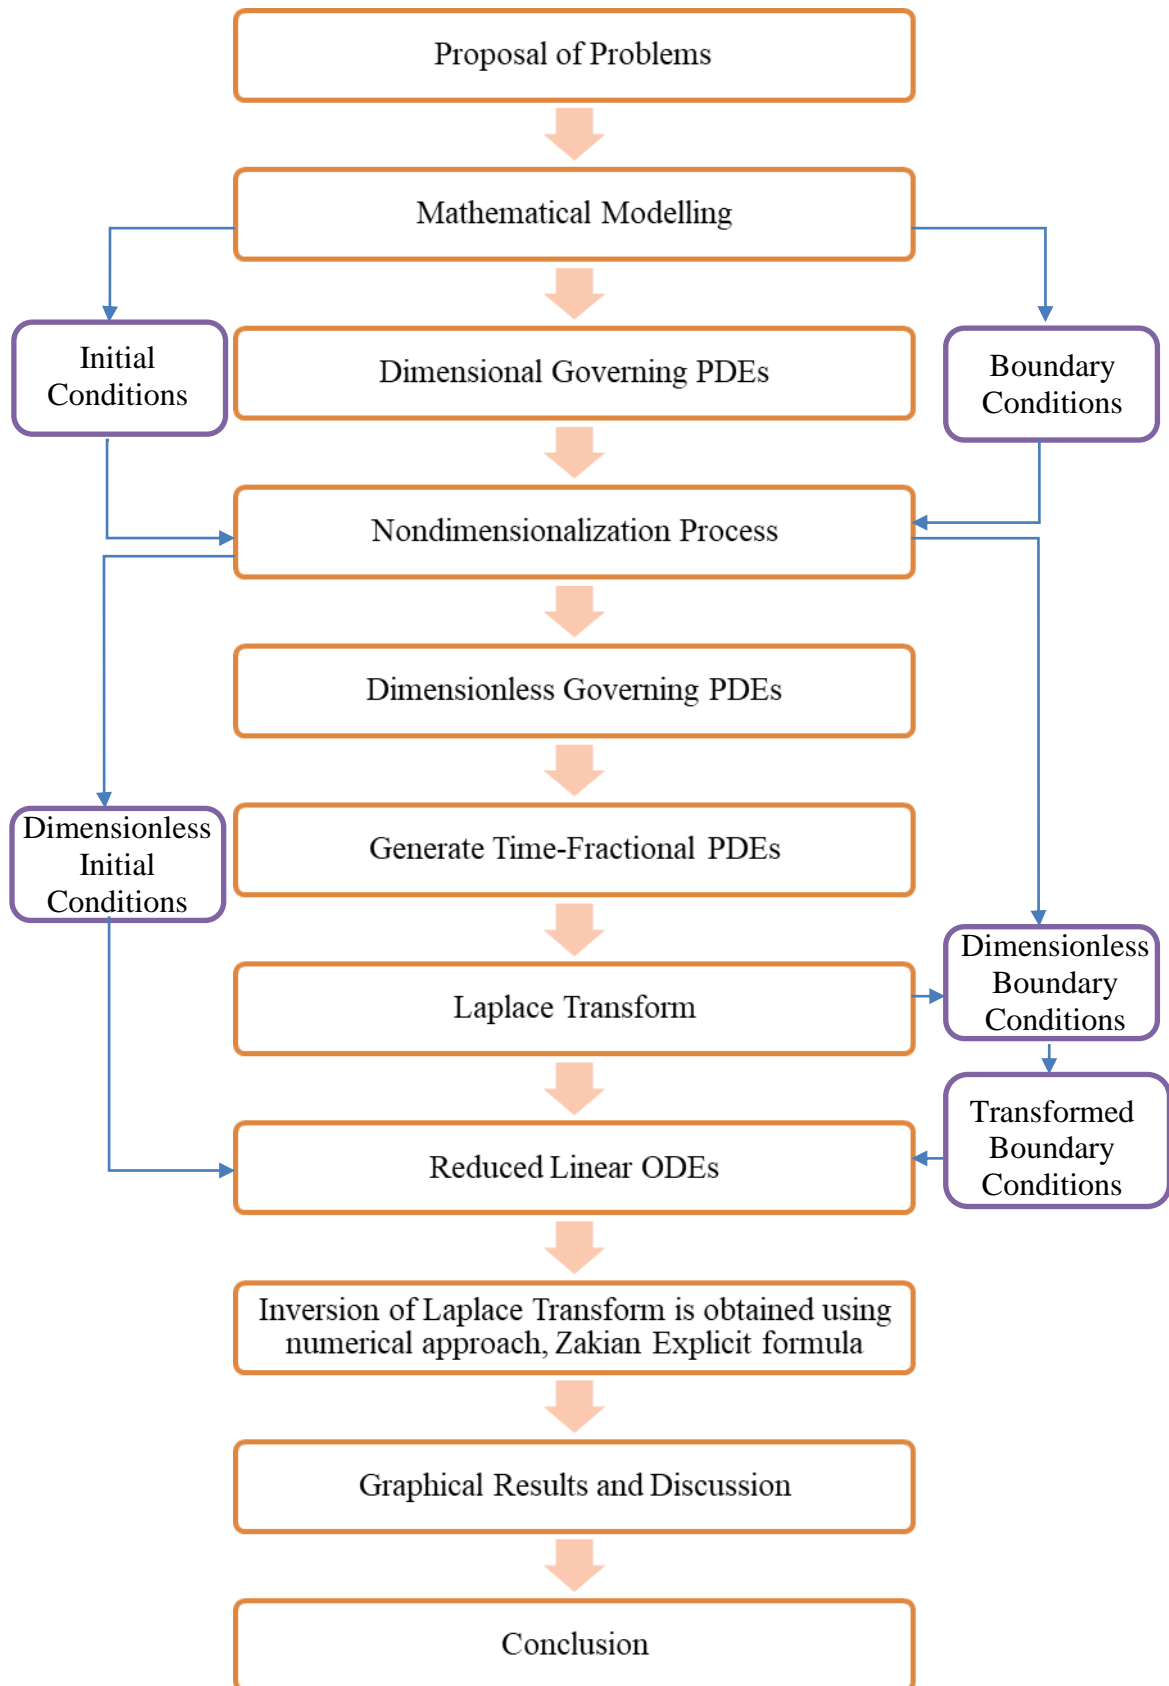 Proposal of Problems
Mathematical Modelling
Initial
Conditions
Dimensional Governing PDEs
Boundary
Conditions
Nondimensionalization Process
Dimensionless Governing PDEs
Dimensionless
Initial
Conditions
Generate Time-Fractional PDEs
Laplace Transform
Dimensionless
Boundary
Conditions
Reduced Linear ODEs
Transformed
Boundary
Conditions
Inversion of Laplace Transform is obtained using
numerical approach, Zakian Explicit formula
Graphical Results and Discussion
Conclusion